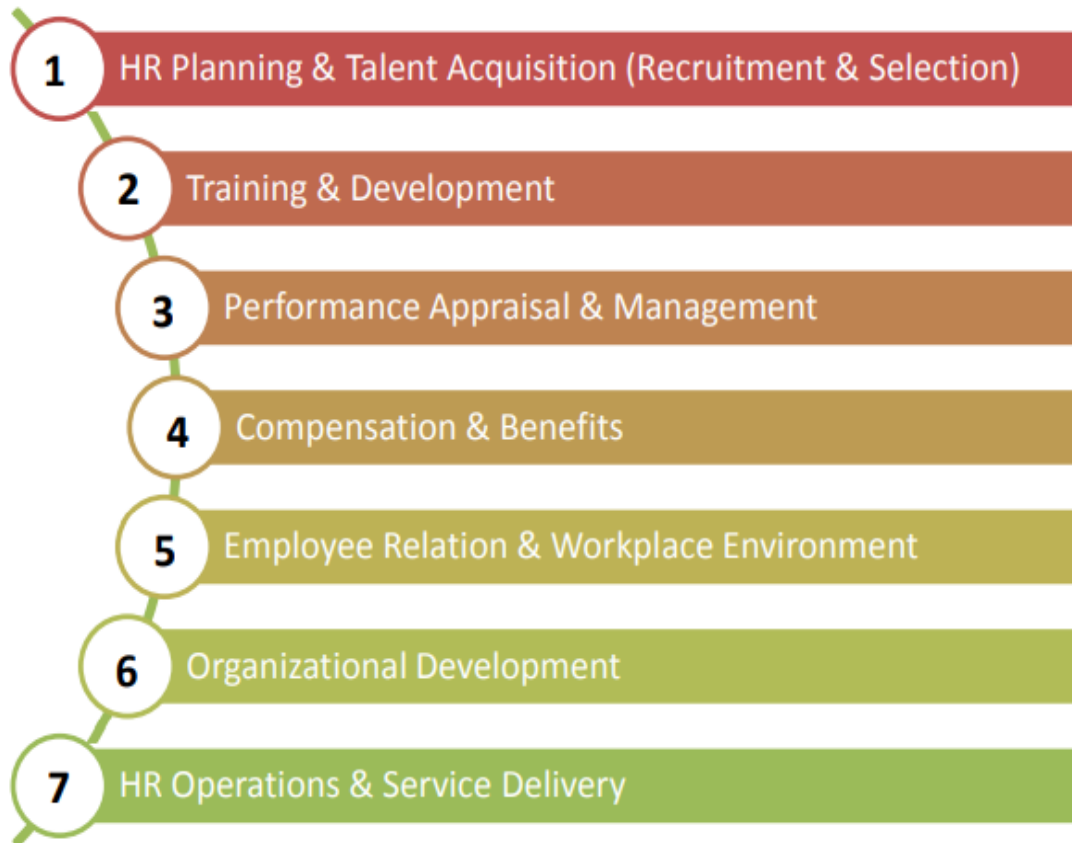 1 HR Planning & Talent Acquisition (Recruitment & Selection)
2 Training & Development
3 Performance Appraisal & Management
4 Compensation & Benefits
5 Employee Relation & Workplace Environment
6 Organizational Development
7 HR Operations & Service Delivery